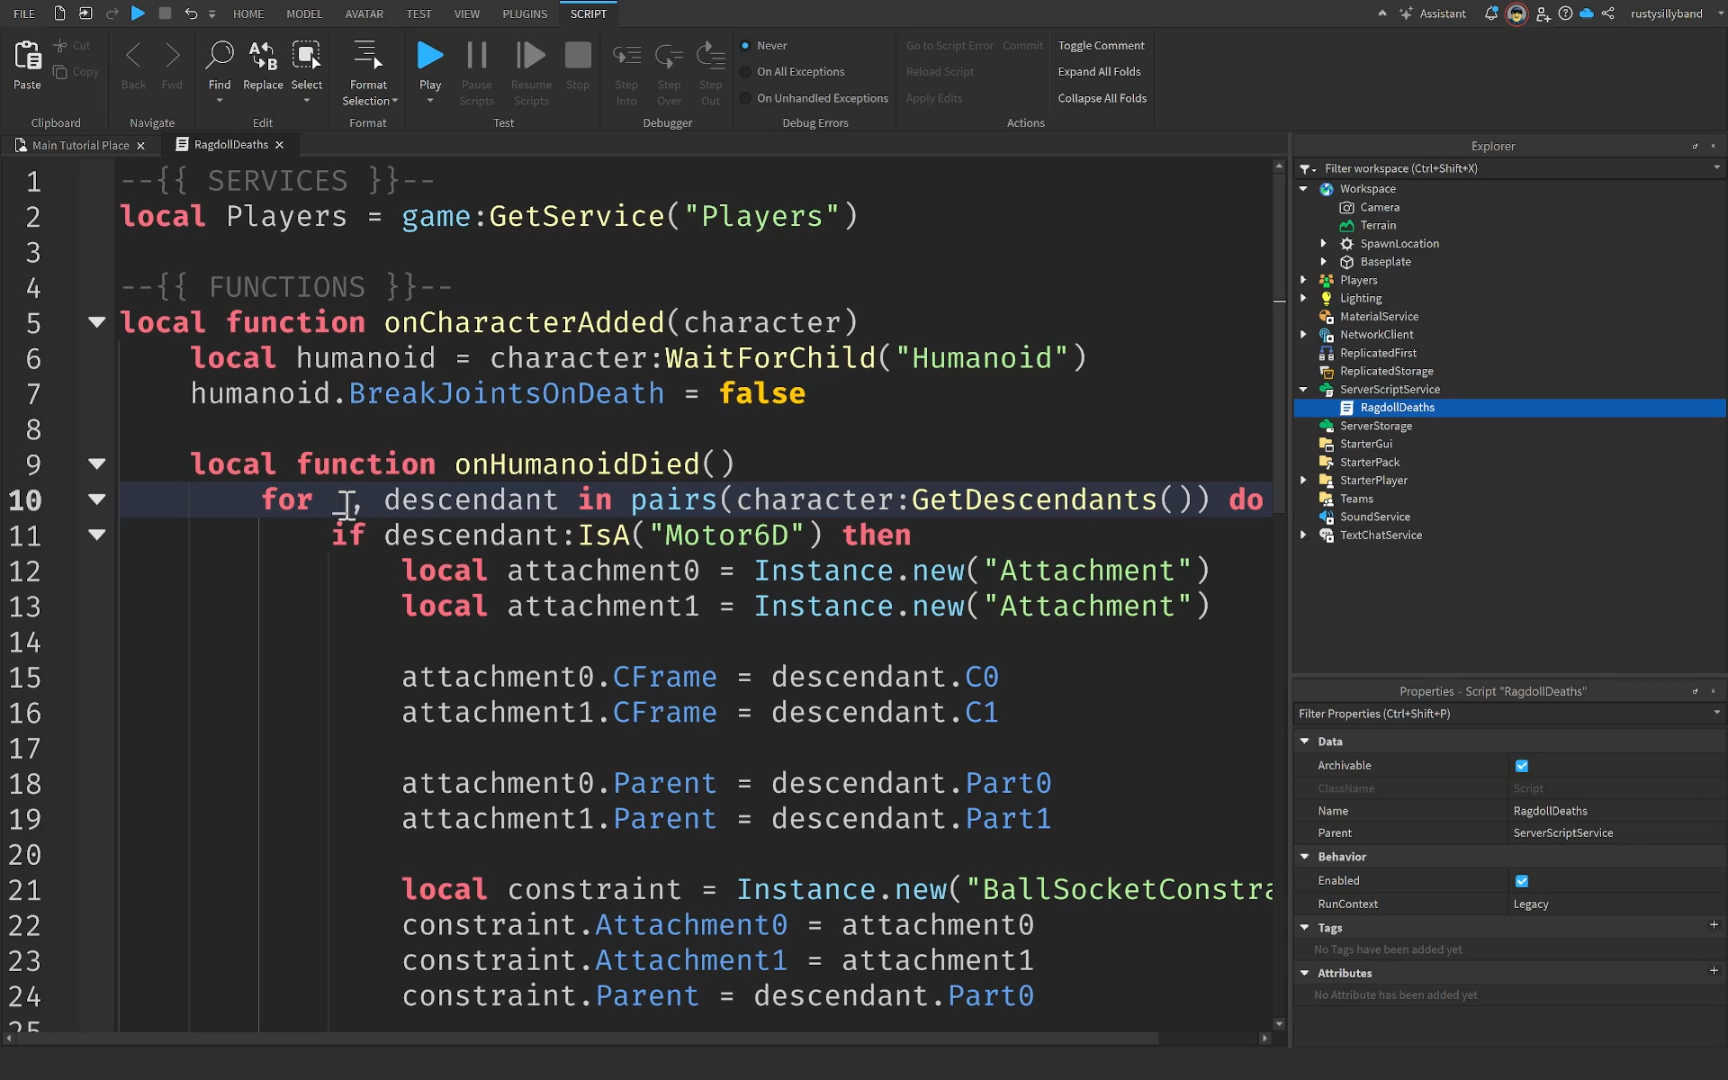 FILE HOME MODEL AVATAR TEST VIEW PLUGINS SCRIPT Assistant rustysillyband
Paste Cut Copy Back Fwd Find Replace Select Format Selection Play Pause Scripts Resume Scripts Stop Step Into Step Over Step Out
Never
On All Exceptions
On Unhandled Exceptions
Go to Script Error Commit
Reload Script
Apply Edits
Toggle Comment
Expand All Folds
Collapse All Folds
Clipboard Navigate Edit Format Test Debugger Debug Errors Actions
Main Tutorial Place RagdollDeaths
1 --{{ SERVICES }}--
2 local Players = game:GetService("Players")
3
4 --{{ FUNCTIONS }}--
5 local function onCharacterAdded(character)
6 local humanoid = character:WaitForChild("Humanoid")
7 humanoid.BreakJointsOnDeath = false
8
9 local function onHumanoidDied()
10 for _, descendant in pairs(character:GetDescendants()) do
11 if descendant:IsA("Motor6D") then
12 local attachment0 = Instance.new("Attachment")
13 local attachment1 = Instance.new("Attachment")
14
15 attachment0.CFrame = descendant.C0
16 attachment1.CFrame = descendant.C1
17
18 attachment0.Parent = descendant.Part0
19 attachment1.Parent = descendant.Part1
20
21 local constraint = Instance.new("BallSocketConstra
22 constraint.Attachment0 = attachment0
23 constraint.Attachment1 = attachment1
24 constraint.Parent = descendant.Part0
25
Explorer
Filter workspace (Ctrl+Shift+X)
Workspace
Camera
Terrain
SpawnLocation
Baseplate
Players
Lighting
MaterialService
NetworkClient
ReplicatedFirst
ReplicatedStorage
ServerScriptService
RagdollDeaths
ServerStorage
StarterGui
StarterPack
StarterPlayer
Teams
SoundService
TextChatService
Properties - Script "RagdollDeaths"
Filter Properties (Ctrl+Shift+P)
Data
Archivable
ClassName Script
Name RagdollDeaths
Parent ServerScriptService
Behavior
Enabled
RunContext Legacy
Tags
No Tags have been added yet
Attributes
No Attribute has been added yet